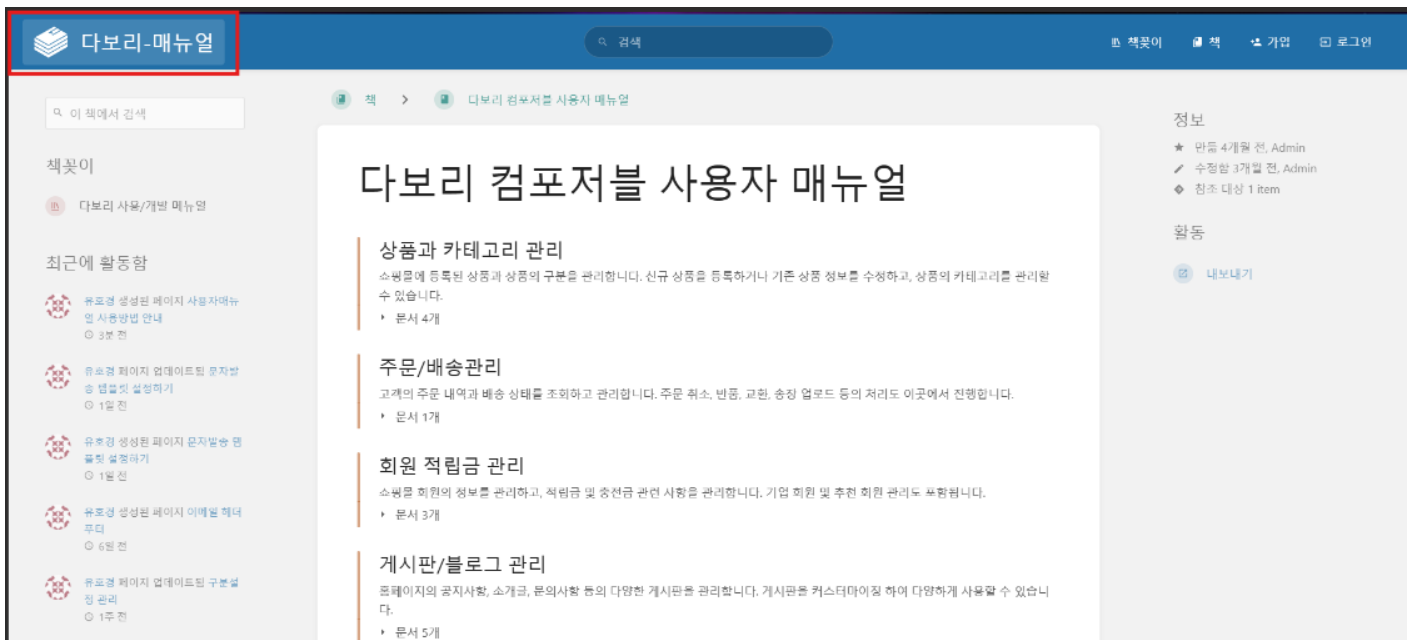 다보리-매뉴얼
검색
책꽂이
책
가입
로그인
이 책에서 검색
책꽂이
다보리 사용/개발 메뉴얼
최근에 활동함
유호경 생성된 페이지 사용자매뉴
얼 사용방법 안내
3분 전
유호경 페이지 업데이트됨 문자발
송 템플릿 설정하기
1일 전
유호경 생성된 페이지 문자발송 템
플릿 설정하기
1일 전
유호경 생성된 페이지 이메일 헤더
푸터
6일 전
유호경 페이지 업데이트됨 구분설
정 관리
1주 전
책 > 다보리 컴포저블 사용자 매뉴얼
다보리 컴포저블 사용자 매뉴얼
상품과 카테고리 관리
쇼핑몰에 등록된 상품과 상품의 구분을 관리합니다. 신규 상품을 등록하거나 기존 상품 정보를 수정하고, 상품의 카테고리를 관리할
수 있습니다.
문서 4개
주문/배송관리
고객의 주문 내역과 배송 상태를 조회하고 관리합니다. 주문 취소, 반품, 교환, 송장 업로드 등의 처리도 이곳에서 진행합니다.
문서 1개
회원 적립금 관리
쇼핑몰 회원의 정보를 관리하고, 적립금 및 충전금 관련 사항을 관리합니다. 기업 회원 및 추천 회원 관리도 포함됩니다.
문서 3개
게시판/블로그 관리
홈페이지의 공지사항, 소개글, 문의사항 등의 다양한 게시판을 관리합니다. 게시판을 커스터마이징 하여 다양하게 사용할 수 있습니
다.
문서 5개
정보
만듦 4개월 전, Admin
수정함 3개월 전, Admin
참조 대상 1 item
활동
내보내기